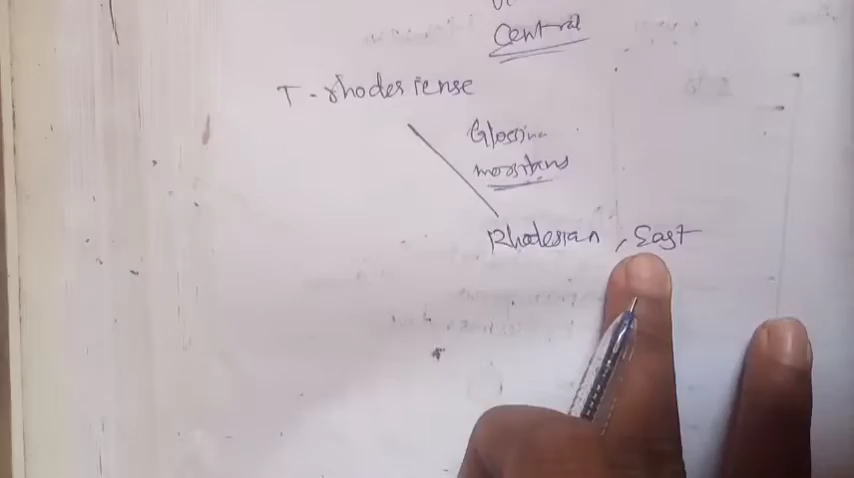 Central
T - rhodesiense
Glossina
morsitans
Rhodesian , East